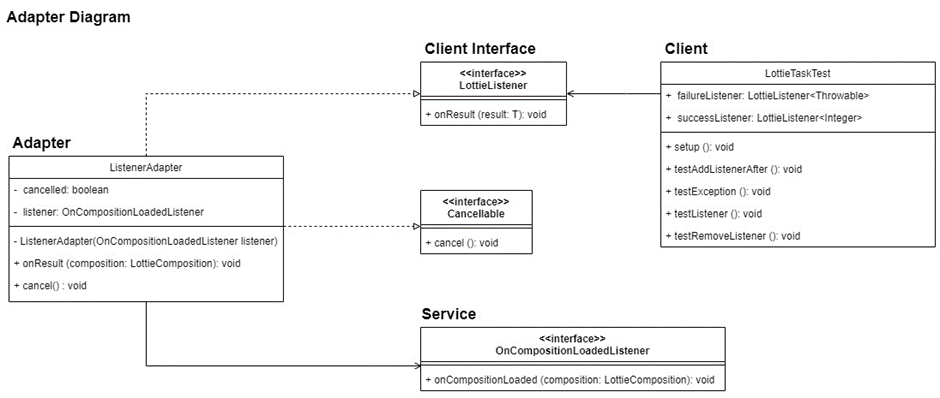 Adapter Diagram
Client Interface
<<interface>>
LottieListener
+ onResult (result: T): void
Client
LottieTaskTest
+ failureListener: LottieListener<Throwable>
+ successListener: LottieListener<Integer>
+ setup (): void
+ testAddListenerAfter (): void
+ testException (): void
+ testListener (): void
+ testRemoveListener (): void
Adapter
ListenerAdapter
- cancelled: boolean
- listener: OnCompositionLoadedListener
- ListenerAdapter(OnCompositionLoadedListener listener)
+ onResult (composition: LottieComposition): void
+ cancel() : void
<<interface>>
Cancellable
+ cancel (): void
Service
<<interface>>
OnCompositionLoadedListener
+ onCompositionLoaded (composition: LottieComposition): void